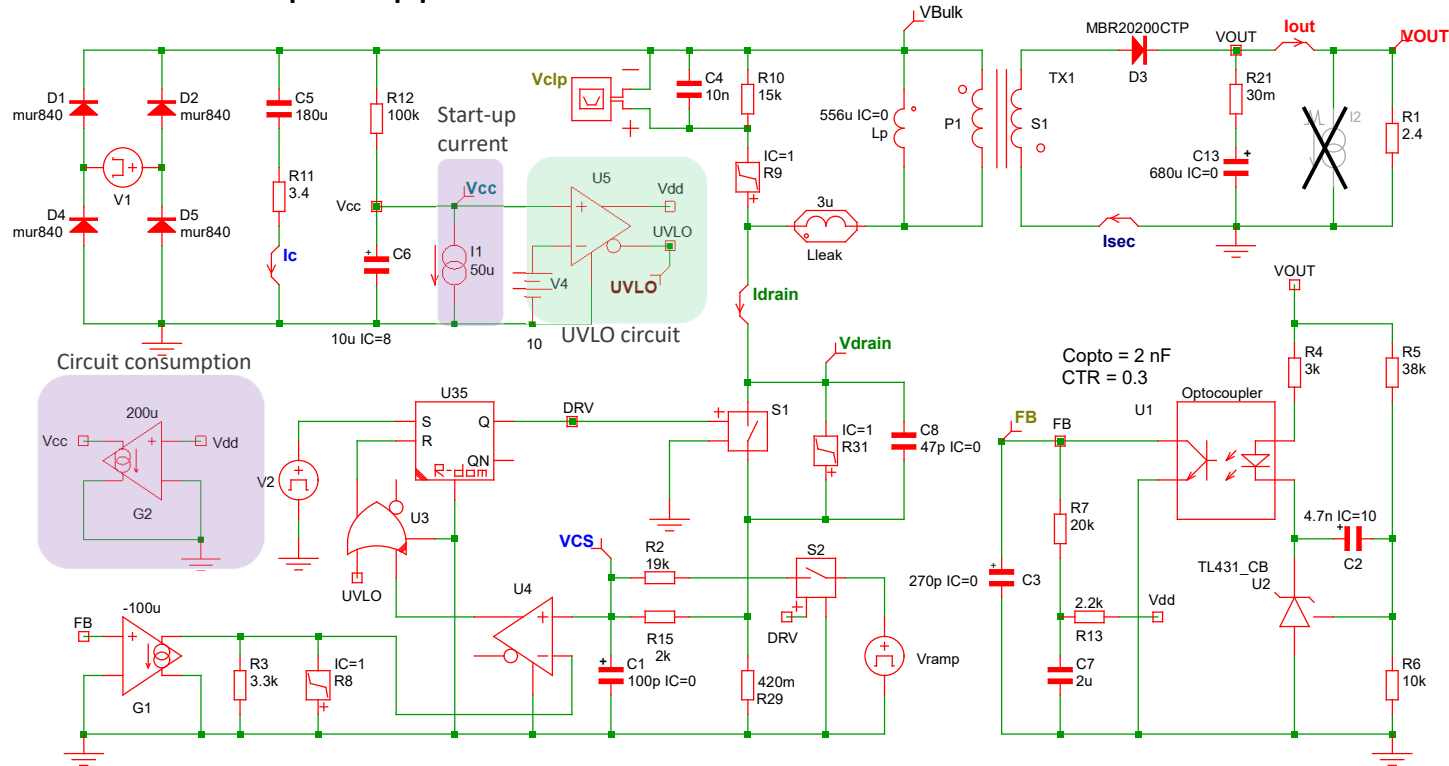 VBulk
MBR20200CTP
D3
VOUT
Iout
VOUT
D1
mur840
D2
mur840
C5
180u
R12
100k
Start-up
current
Vclp
C4
10n
R10
15k
556u IC=0
Lp
P1
TX1
S1
R21
30m
I2
R1
2.4
V1
R11
3.4
Vcc
Vcc
U5
Vdd
UVLO
IC=1
R9
C13
680u IC=0
D4
mur840
D5
mur840
Ic
C6
I1
50u
V4
UVLO
3u
Lleak
Isec
Idrain
10u IC=8
10
UVLO circuit
VOUT
Circuit consumption
200u
Vcc
Vdd
G2
U35
S
Q
R
QN
R-dom
DRV
Vdrain
S1
IC=1
R31
C8
47p IC=0
Copto = 2 nF
CTR = 0.3
R4
3k
R5
38k
Optocoupler
U1
FB
FB
V2
U3
UVLO
VCS
R2
19k
S2
R7
20k
4.7n IC=10
C2
270p IC=0
C3
TL431_CB
U2
U4
R15
2k
DRV
Vramp
2.2k
R13
Vdd
FB
-100u
G1
R3
3.3k
IC=1
R8
C1
100p IC=0
420m
R29
C7
2u
R6
10k